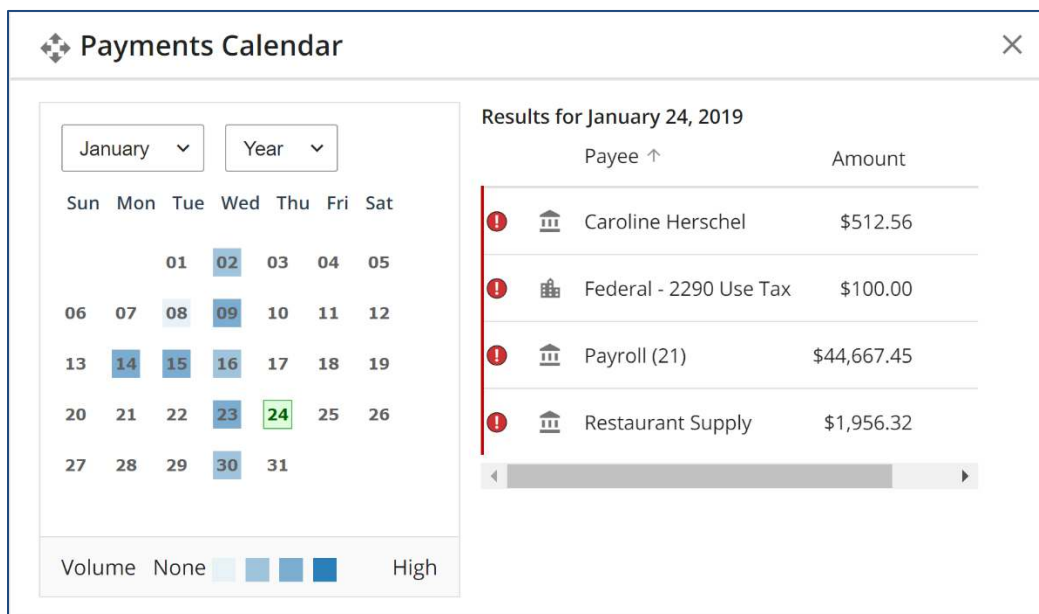 Payments Calendar
January Year
Sun Mon Tue Wed Thu Fri Sat
01 02 03 04 05
06 07 08 09 10 11 12
13 14 15 16 17 18 19
20 21 22 23 24 25 26
27 28 29 30 31
Volume None High
Results for January 24, 2019
Payee ↑ Amount
Caroline Herschel $512.56
Federal - 2290 Use Tax $100.00
Payroll (21) $44,667.45
Restaurant Supply $1,956.32